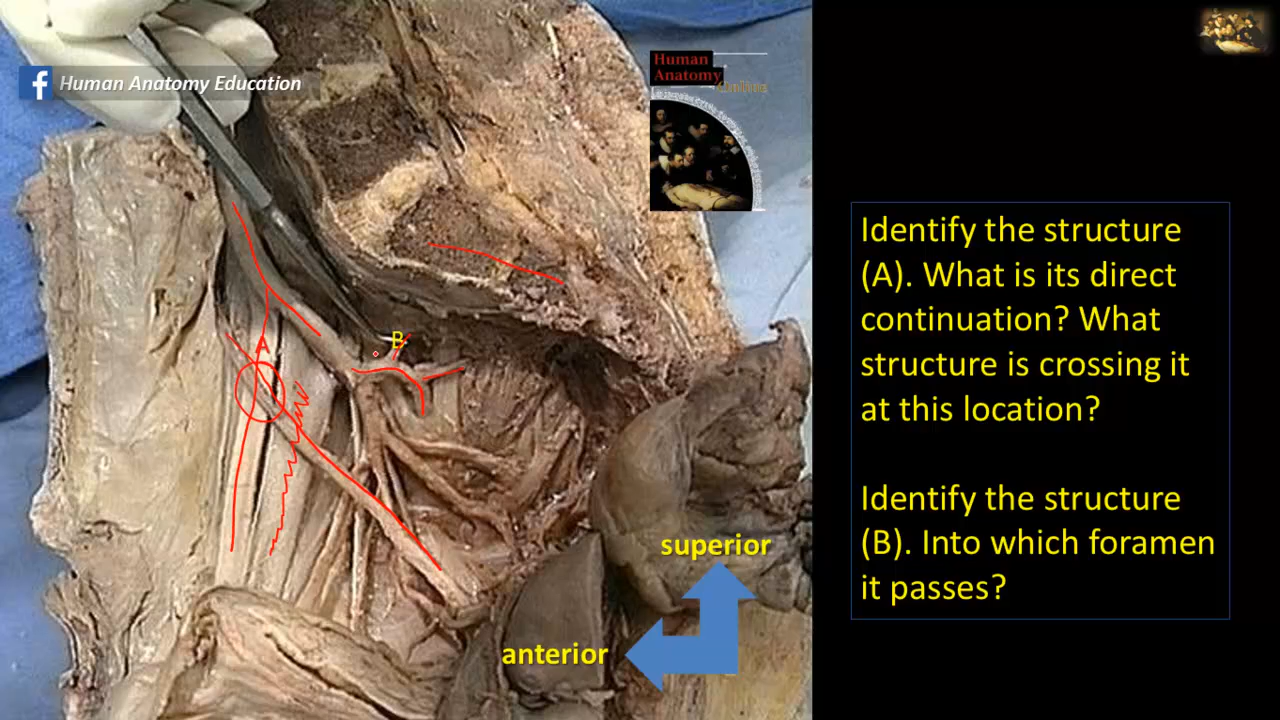 Human Anatomy Education
Human
Anatomy
Online
A
B
superior
anterior
Identify the structure
(A). What is its direct
continuation? What
structure is crossing it
at this location?
Identify the structure
(B). Into which foramen
it passes?